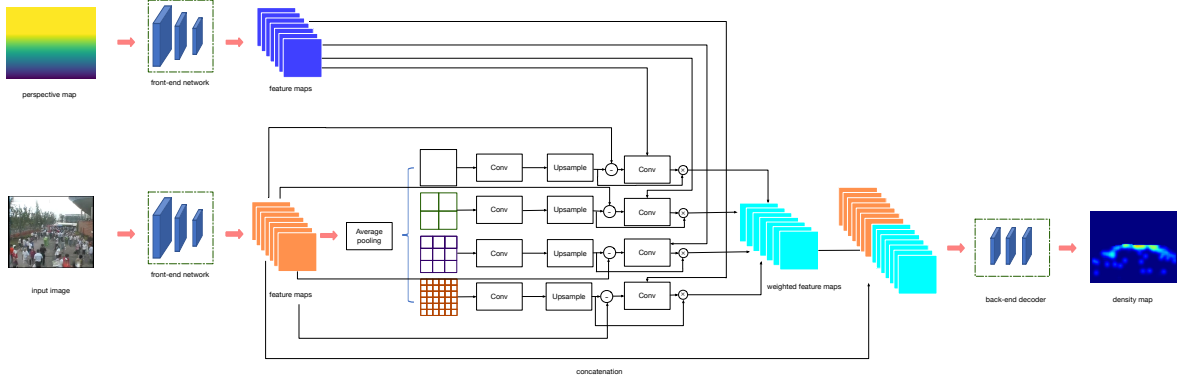 perspective map
front-end network
feature maps
Conv
Upsample
-
Conv
×
Conv
Upsample
-
Conv
×
Average
pooling
Conv
Upsample
-
Conv
×
Conv
Upsample
-
Conv
×
input image
front-end network
feature maps
weighted feature maps
back-end decoder
density map
concatenation